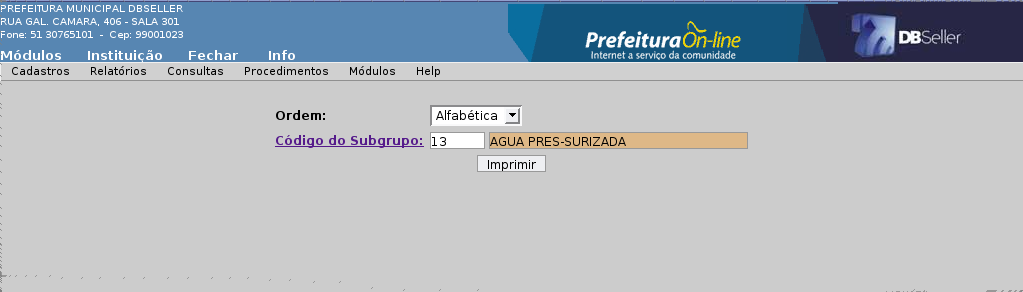 PREFEITURA MUNICIPAL DBSELLER
RUA GAL. CAMARA, 406 - SALA 301
Fone: 51 30765101 - Cep: 99001023
Prefeitura On-line
Internet a serviço da comunidade
DBSeller
Módulos Instituição Fechar Info
Cadastros Relatórios Consultas Procedimentos Módulos Help
Ordem: Alfabética
Código do Subgrupo: 13 AGUA PRES-SURIZADA
Imprimir